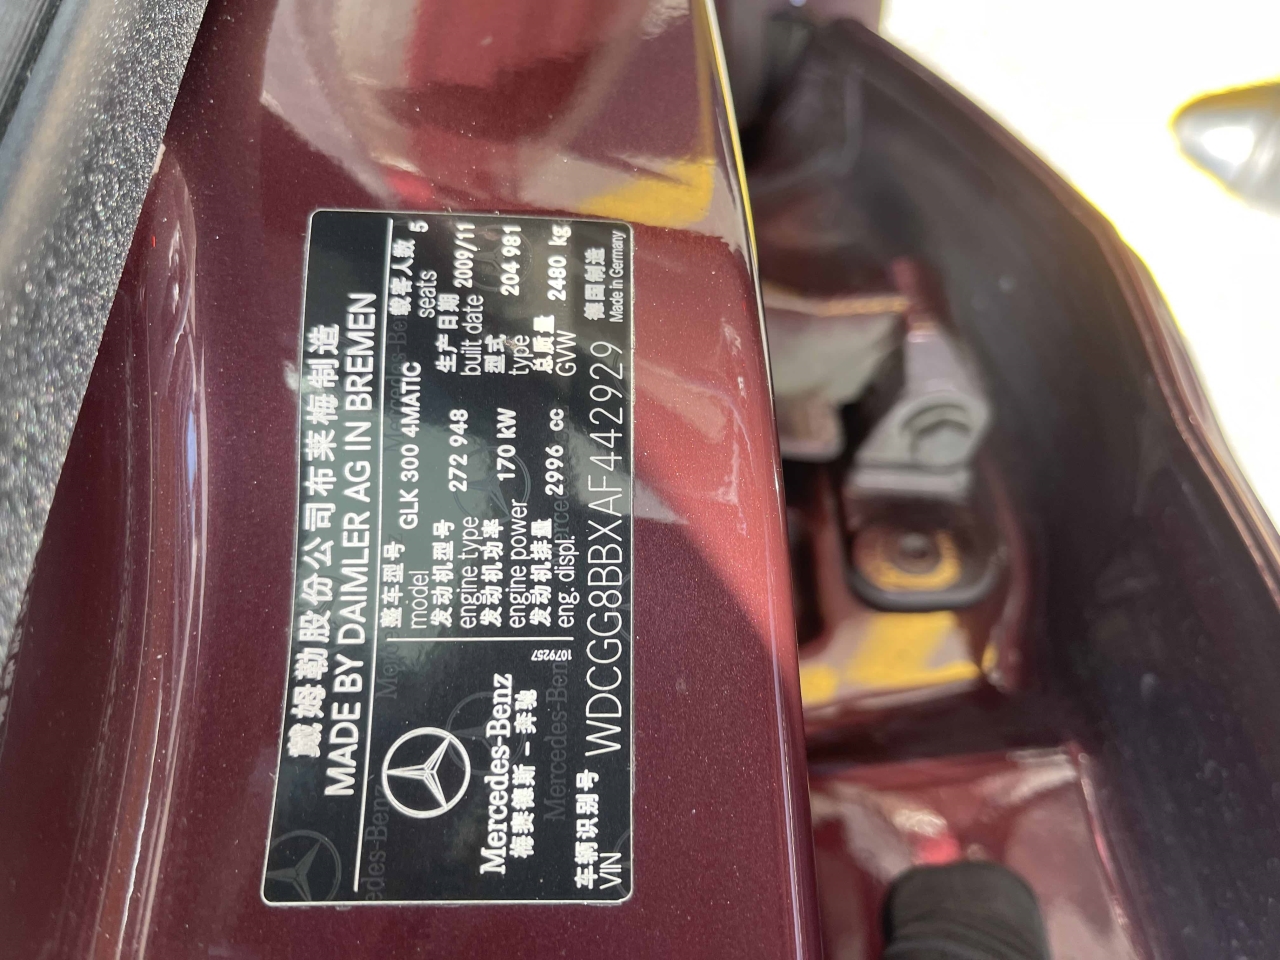 戴姆勒股份公司布莱梅制造
MADE BY DAIMLER AG IN BREMEN
整车型号 GLK 300 4MATIC 载客人数 5
model seats
发动机型号 272 948 生产日期 2009/11
engine type built date
发动机功率 170 kW 型式 204 981
engine power type
发动机排量 2996 cc 总质量 2480 kg
eng. displ. GVW
1079257
Mercedes-Benz
梅赛德斯 - 奔驰
车辆识别号 WDCGG8BBXAF442929 德国制造
VIN Made in Germany